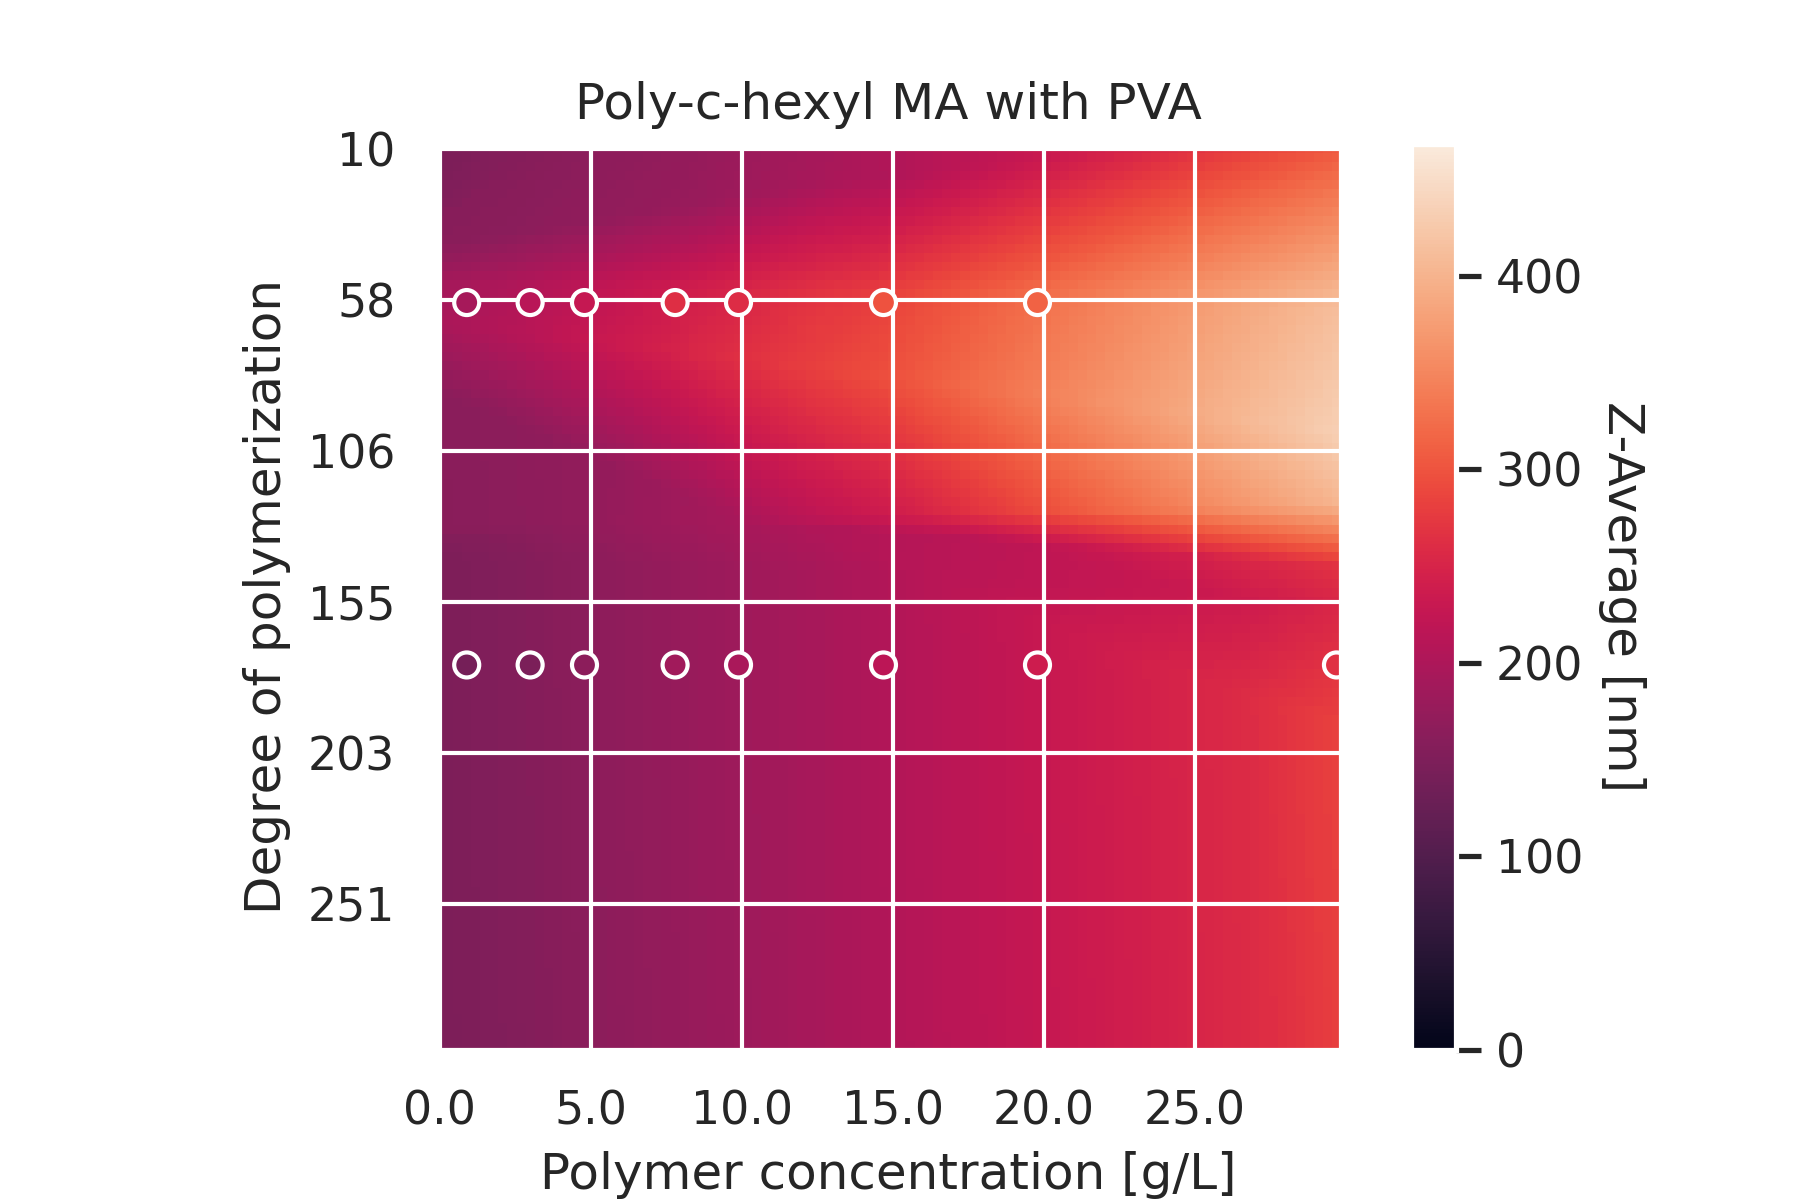 Poly-c-hexyl MA with PVA
10
58
106
155
203
251
Degree of polymerization
0.0 5.0 10.0 15.0 20.0 25.0
Polymer concentration [g/L]
400
300
200
100
0
Z-Average [nm]